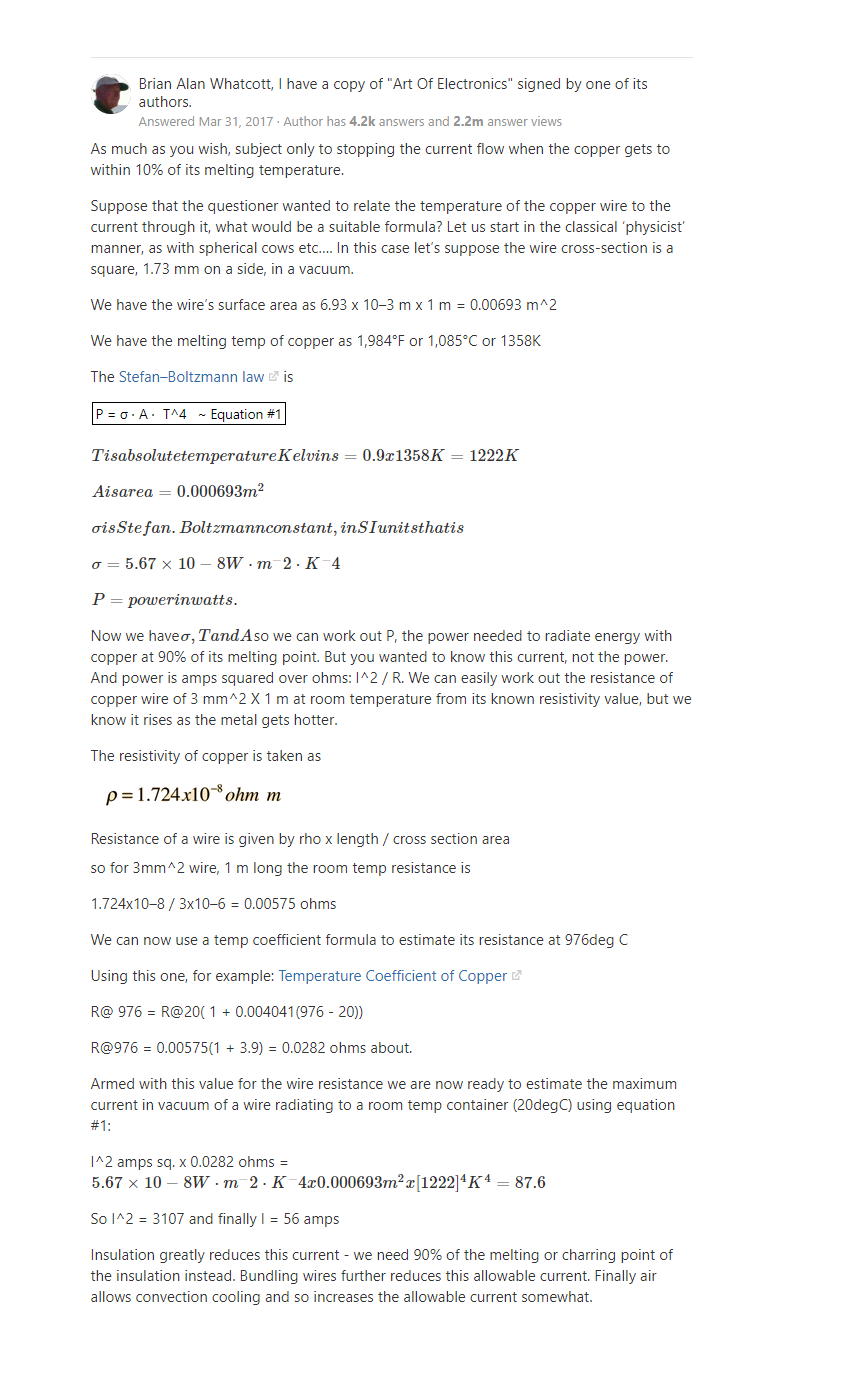 Brian Alan Whatcott, I have a copy of "Art Of Electronics" signed by one of its
authors.
Answered Mar 31, 2017 · Author has 4.2k answers and 2.2m answer views
As much as you wish, subject only to stopping the current flow when the copper gets to
within 10% of its melting temperature.
Suppose that the questioner wanted to relate the temperature of the copper wire to the
current through it, what would be a suitable formula? Let us start in the classical ‘physicist’
manner, as with spherical cows etc.... In this case let’s suppose the wire cross-section is a
square, 1.73 mm on a side, in a vacuum.
We have the wire’s surface area as 6.93 x 10–3 m x 1 m = 0.00693 m^2
We have the melting temp of copper as 1,984°F or 1,085°C or 1358K
The Stefan–Boltzmann law is
P = σ · A · T^4 ~ Equation #1
TisabsolutetemperatureKelvins = 0.9x1358K = 1222K
Aisarea = 0.000693m²
σisStefan. Boltzmannconstant, inSIunitsthatis
σ = 5.67 × 10 − 8W · m⁻2 · K⁻4
P = powerinwatts.
Now we haveσ, TandAso we can work out P, the power needed to radiate energy with
copper at 90% of its melting point. But you wanted to know this current, not the power.
And power is amps squared over ohms: I^2 / R. We can easily work out the resistance of
copper wire of 3 mm^2 X 1 m at room temperature from its known resistivity value, but we
know it rises as the metal gets hotter.
The resistivity of copper is taken as
ρ = 1.724x10⁻⁸ ohm m
Resistance of a wire is given by rho x length / cross section area
so for 3mm^2 wire, 1 m long the room temp resistance is
1.724x10–8 / 3x10–6 = 0.00575 ohms
We can now use a temp coefficient formula to estimate its resistance at 976deg C
Using this one, for example: Temperature Coefficient of Copper
R@ 976 = R@20( 1 + 0.004041(976 - 20))
R@976 = 0.00575(1 + 3.9) = 0.0282 ohms about.
Armed with this value for the wire resistance we are now ready to estimate the maximum
current in vacuum of a wire radiating to a room temp container (20degC) using equation
#1:
I^2 amps sq. x 0.0282 ohms =
5.67 × 10 − 8W · m⁻2 · K⁻4x0.000693m²x[1222]⁴K⁴ = 87.6
So I^2 = 3107 and finally I = 56 amps
Insulation greatly reduces this current - we need 90% of the melting or charring point of
the insulation instead. Bundling wires further reduces this allowable current. Finally air
allows convection cooling and so increases the allowable current somewhat.